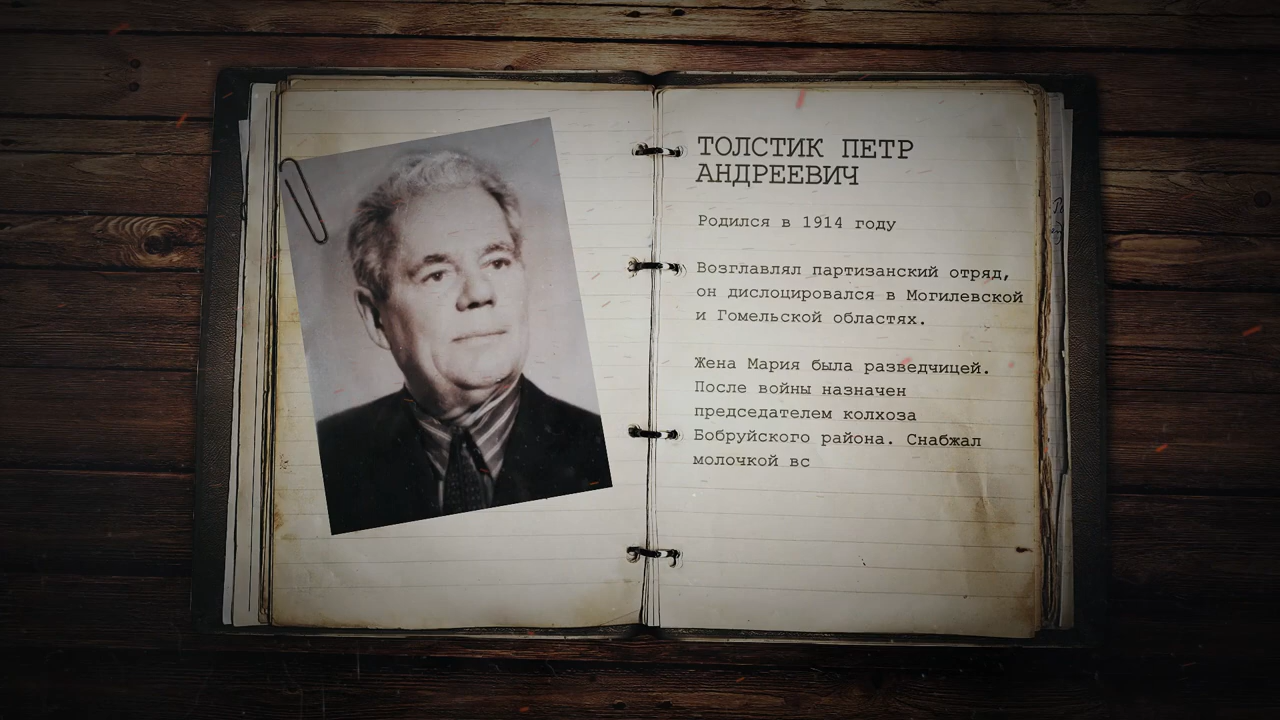 ТОЛСТИК ПЕТР
АНДРЕЕВИЧ
Родился в 1914 году
Возглавлял партизанский отряд,
он дислоцировался в Могилевской
и Гомельской областях.
Жена Мария была разведчицей.
После войны назначен
председателем колхоза
Бобруйского района. Снабжал
молочкой вс